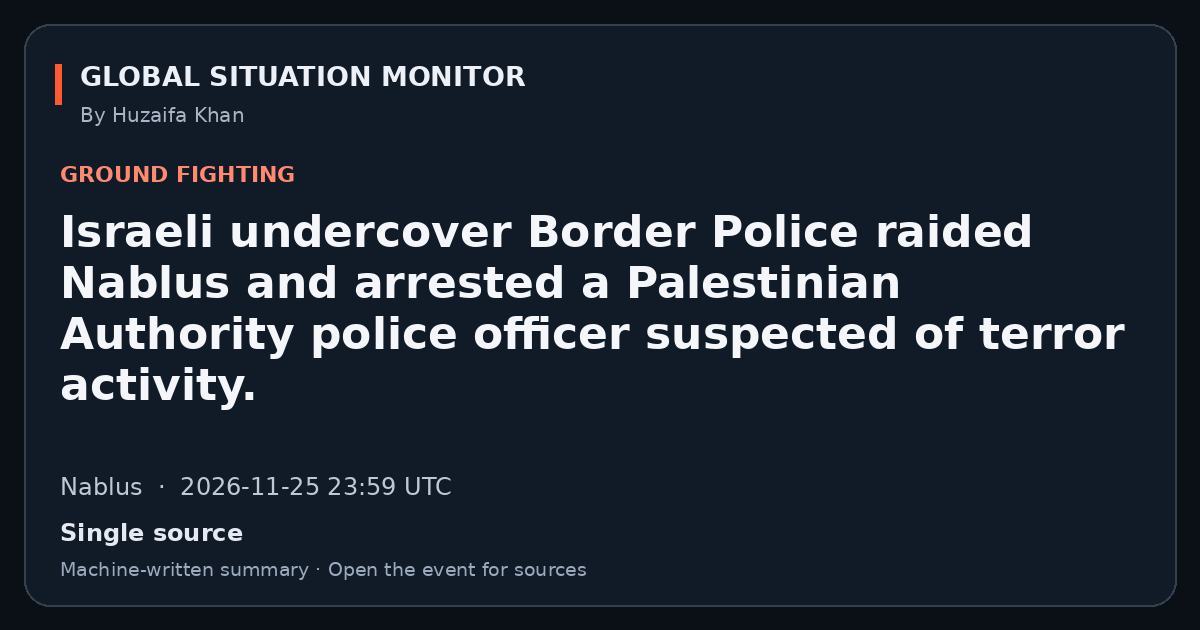 GLOBAL SITUATION MONITOR
By Huzaifa Khan
GROUND FIGHTING
Israeli undercover Border Police raided
Nablus and arrested a Palestinian
Authority police officer suspected of terror
activity.
Nablus · 2026-11-25 23:59 UTC
Single source
Machine-written summary · Open the event for sources